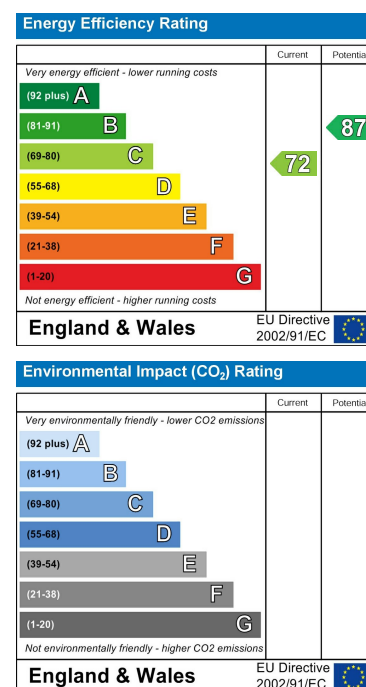 Energy Efficiency Rating
Current Potentia
Very energy efficient - lower running costs
(92 plus) A
(81-91) B
87
(69-80) C
72
(55-68) D
(39-54) E
(21-38) F
(1-20) G
Not energy efficient - higher running costs
England & Wales
EU Directive
2002/91/EC
Environmental Impact (CO₂) Rating
Current Potentia
Very environmentally friendly - lower CO2 emissions
(92 plus) A
(81-91) B
(69-80) C
(55-68) D
(39-54) E
(21-38) F
(1-20) G
Not environmentally friendly - higher CO2 emissions
England & Wales
EU Directive
2002/91/EC